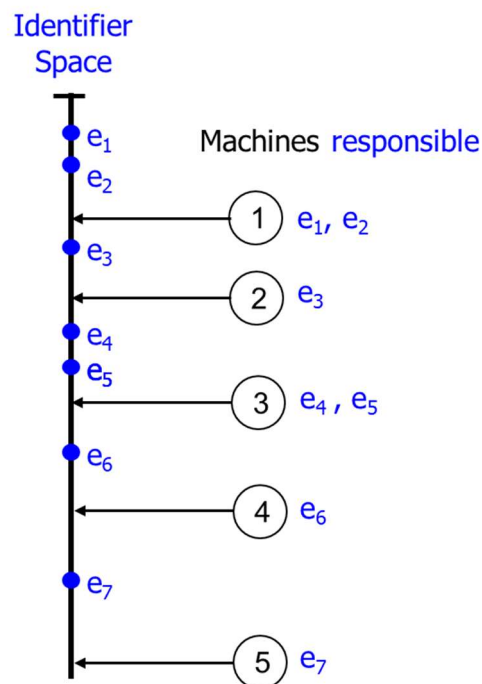 Identifier
Space
Machines responsible
e₁
e₂
1 e₁, e₂
e₃
2 e₃
e₄
e₅
3 e₄ , e₅
e₆
4 e₆
e₇
5 e₇